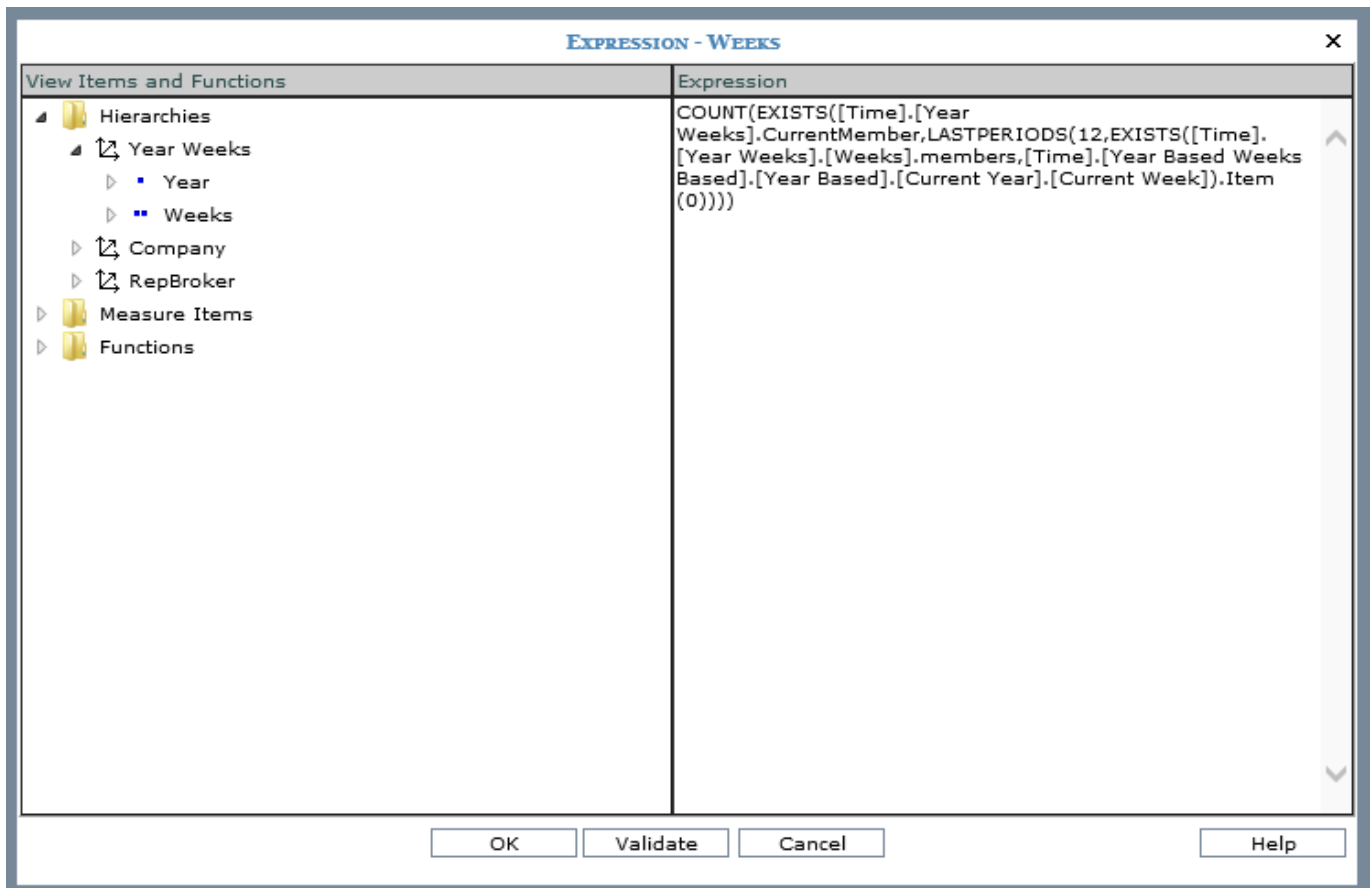 Expression - Weeks
View Items and Functions
Expression
Hierarchies
Year Weeks
Year
Weeks
Company
RepBroker
Measure Items
Functions
COUNT(EXISTS([Time].[Year
Weeks].CurrentMember,LASTPERIODS(12,EXISTS([Time].
[Year Weeks].[Weeks].members,[Time].[Year Based Weeks
Based].[Year Based].[Current Year].[Current Week]).Item
(0))))
OK
Validate
Cancel
Help